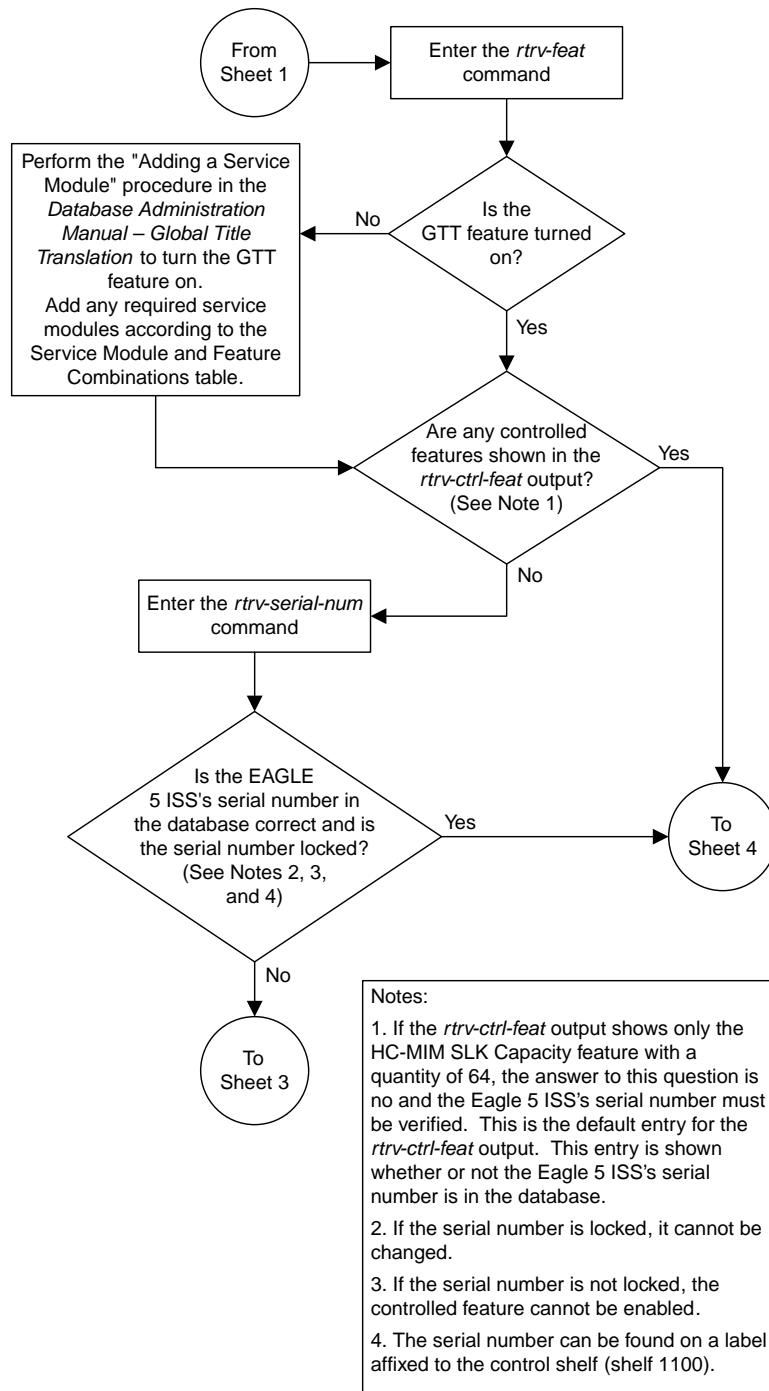 From
Sheet 1
Enter the rtrv-feat
command
Perform the "Adding a Service
Module" procedure in the
Database Administration
Manual – Global Title
Translation to turn the GTT
feature on.
Add any required service
modules according to the
Service Module and Feature
Combinations table.
No
Is the
GTT feature turned
on?
Yes
Are any controlled
features shown in the
rtrv-ctrl-feat output?
(See Note 1)
Yes
No
Enter the rtrv-serial-num
command
Is the EAGLE
5 ISS's serial number in
the database correct and is
the serial number locked?
(See Notes 2, 3,
and 4)
Yes
To
Sheet 4
No
To
Sheet 3
Notes:
1. If the rtrv-ctrl-feat output shows only the
HC-MIM SLK Capacity feature with a
quantity of 64, the answer to this question is
no and the Eagle 5 ISS's serial number must
be verified.  This is the default entry for the
rtrv-ctrl-feat output.  This entry is shown
whether or not the Eagle 5 ISS's serial
number is in the database.
2. If the serial number is locked, it cannot be
changed.
3. If the serial number is not locked, the
controlled feature cannot be enabled.
4. The serial number can be found on a label
affixed to the control shelf (shelf 1100).